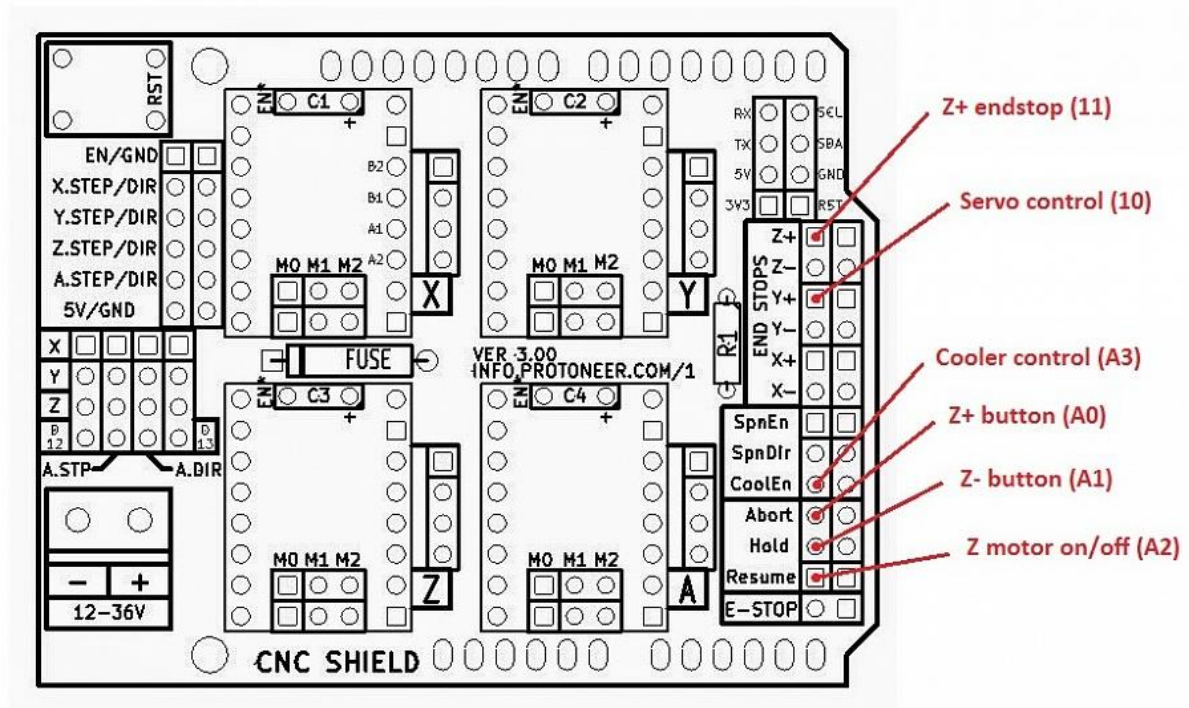 RST
EN*
C1
+
EN*
C2
+
RX
SCL
TX
SDA
5V
GND
3V3
RST
EN/GND
X.STEP/DIR
Y.STEP/DIR
Z.STEP/DIR
A.STEP/DIR
5V/GND
B2
B1
A1
A2
M0 M1 M2
X
M0 M1 M2
Y
R1
END STOPS
Z+
Z-
Y+
Y-
X+
X-
X
Y
Z
D
12
D
13
A.STP
A.DIR
FUSE
VER 3.00
INFO.PROTONEER.COM/1
EN*
C3
+
EN*
C4
+
SpnEn
SpnDir
CoolEn
Abort
Hold
Resume
E-STOP
- +
12-36V
M0 M1 M2
Z
M0 M1 M2
A
CNC SHIELD
Z+ endstop (11)
Servo control (10)
Cooler control (A3)
Z+ button (A0)
Z- button (A1)
Z motor on/off (A2)